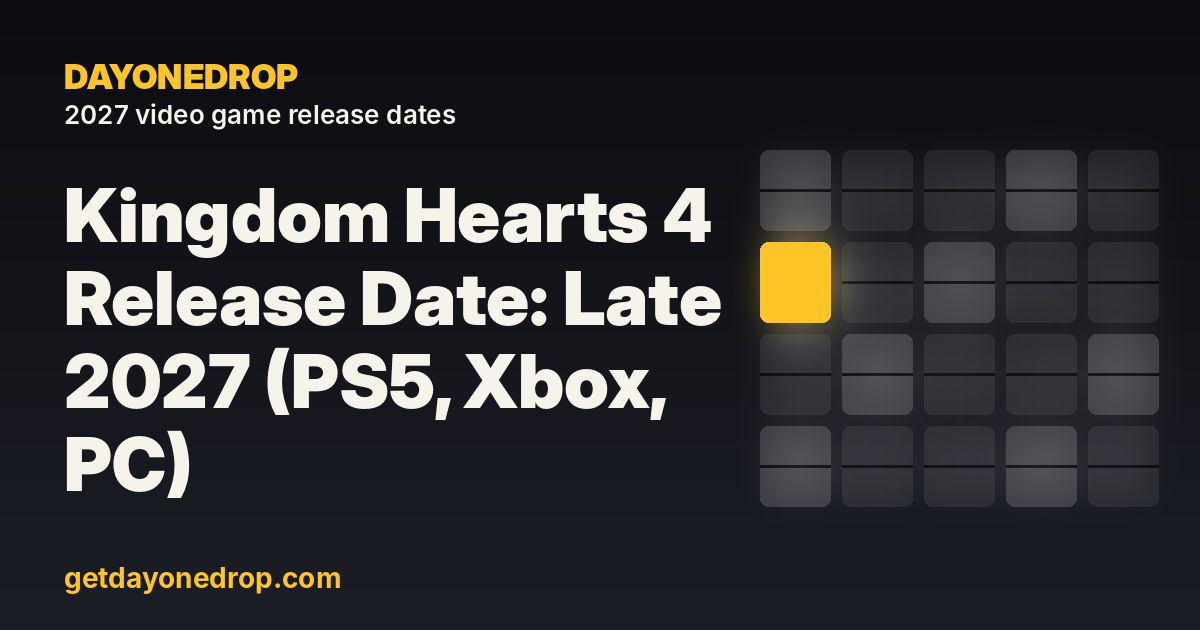 DAYONEDROP
2027 video game release dates
Kingdom Hearts 4
Release Date: Late
2027 (PS5, Xbox,
PC)
getdayonedrop.com